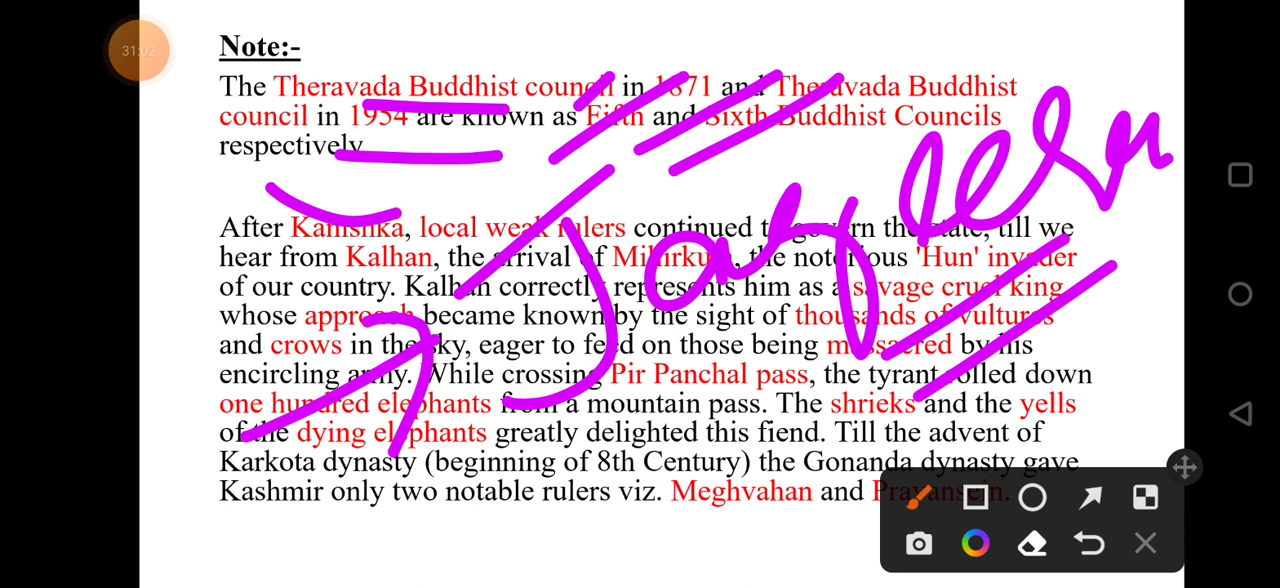 31:02
Note:-
The Theravada Buddhist council in 1871 and Theravada Buddhist
council in 1954 are known as Fifth and Sixth Buddhist Councils
respectively
After Kanishka, local weak rulers continued to govern the state, till we
hear from Kalhan, the arrival of Mihirkula, the notorious 'Hun' invader
of our country. Kalhan correctly represents him as a savage cruel king
whose approach became known by the sight of thousands of vultures
and crows in the sky, eager to feed on those being massacred by his
encircling army. While crossing Pir Panchal pass, the tyrant rolled down
one hundred elephants from a mountain pass. The shrieks and the yells
of the dying elephants greatly delighted this fiend. Till the advent of
Karkota dynasty (beginning of 8th Century) the Gonanda dynasty gave
Kashmir only two notable rulers viz. Meghvahan and Pravansein.